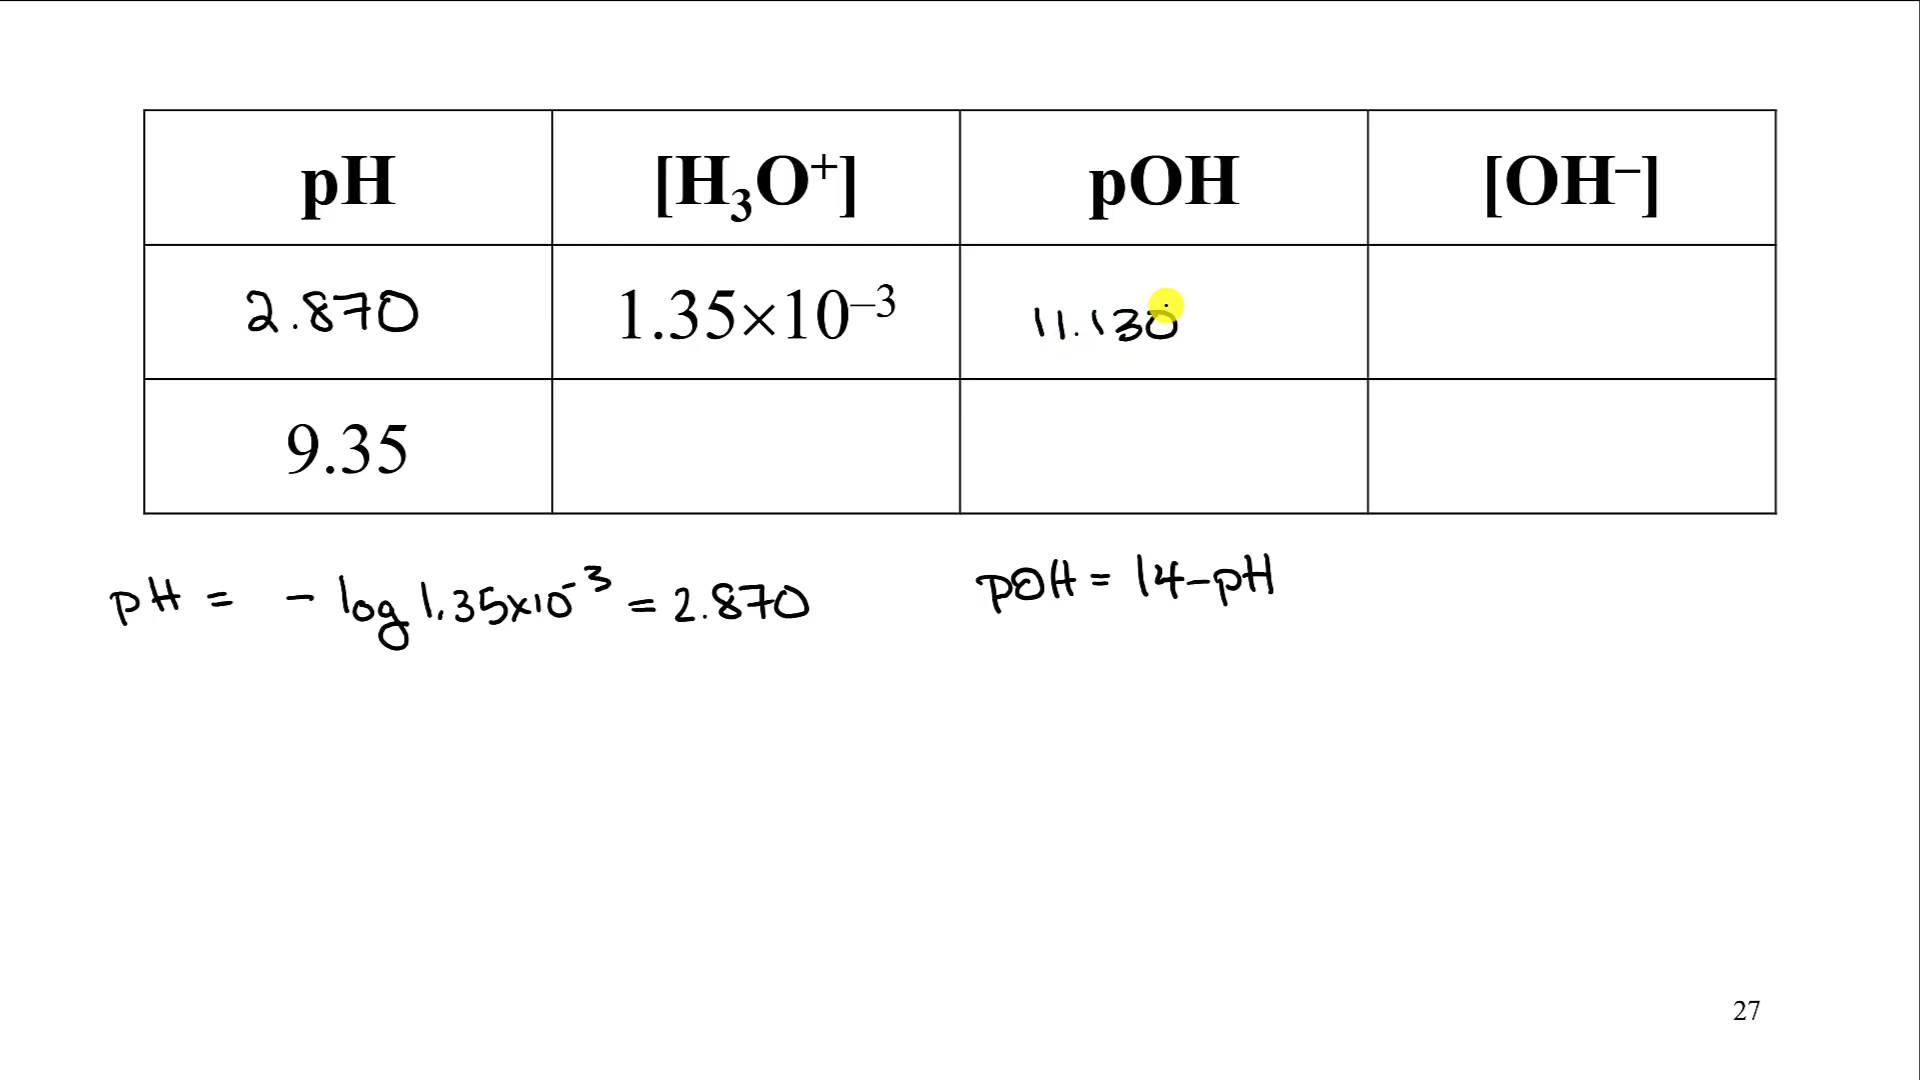 pH [H₃O⁺] pOH [OH⁻]
2.870 1.35×10⁻³ 11.130
9.35
pH = - log 1.35×10⁻³ = 2.870 pOH = 14-pH
27